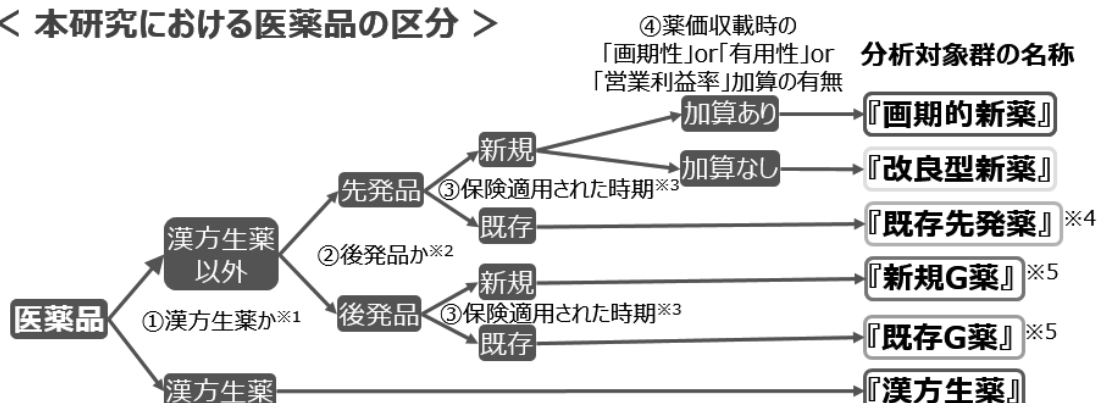 < 本研究における医薬品の区分 >
④薬価収載時の
「画期性」or「有用性」or
「営業利益率」加算の有無
分析対象群の名称
加算あり
『画期的新薬』
新規
加算なし
『改良型新薬』
先発品
③保険適用された時期※3
既存
『既存先発薬』※4
漢方生薬
以外
②後発品か※2
新規
『新規G薬』※5
医薬品
①漢方生薬か※1
後発品
③保険適用された時期※3
既存
『既存G薬』※5
漢方生薬
『漢方生薬』